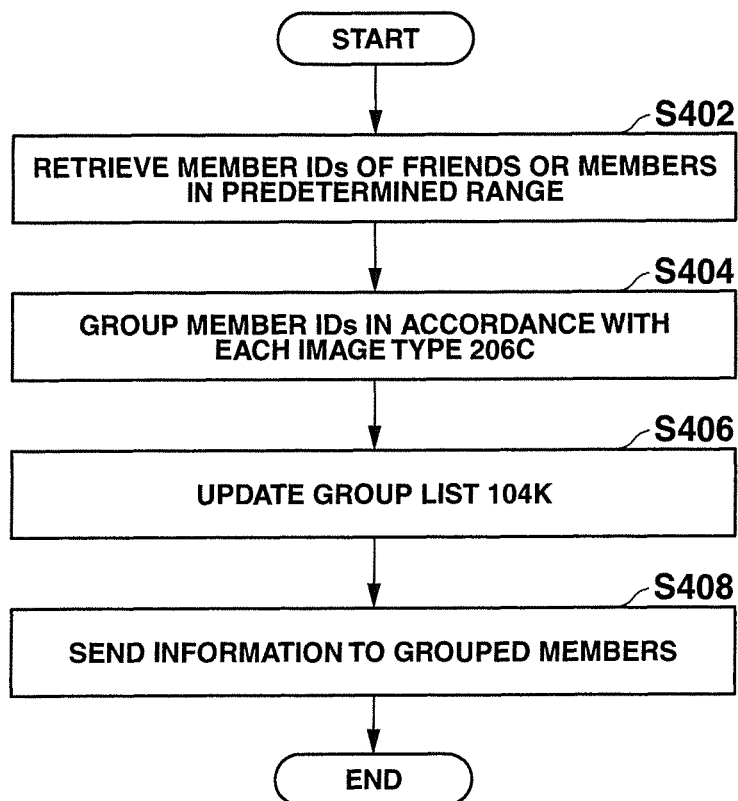 START
S402
RETRIEVE MEMBER IDs OF FRIENDS OR MEMBERS
IN PREDETERMINED RANGE
S404
GROUP MEMBER IDs IN ACCORDANCE WITH
EACH IMAGE TYPE 206C
S406
UPDATE GROUP LIST 104K
S408
SEND INFORMATION TO GROUPED MEMBERS
END